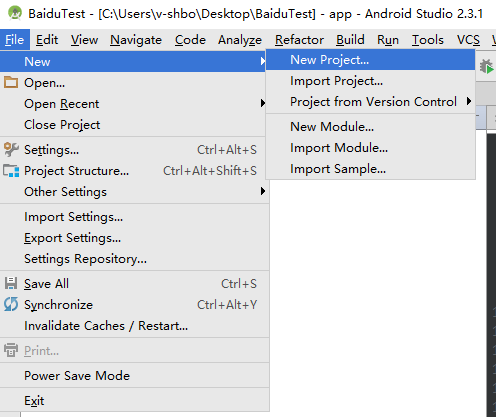 BaiduTest - [C:\Users\v-shbo\Desktop\BaiduTest] - app - Android Studio 2.3.1
File Edit View Navigate Code Analyze Refactor Build Run Tools VCS W
New
Open...
Open Recent
Close Project
Settings... Ctrl+Alt+S
Project Structure... Ctrl+Alt+Shift+S
Other Settings
Import Settings...
Export Settings...
Settings Repository...
Save All Ctrl+S
Synchronize Ctrl+Alt+Y
Invalidate Caches / Restart...
Print...
Power Save Mode
Exit
New Project...
Import Project...
Project from Version Control
New Module...
Import Module...
Import Sample...